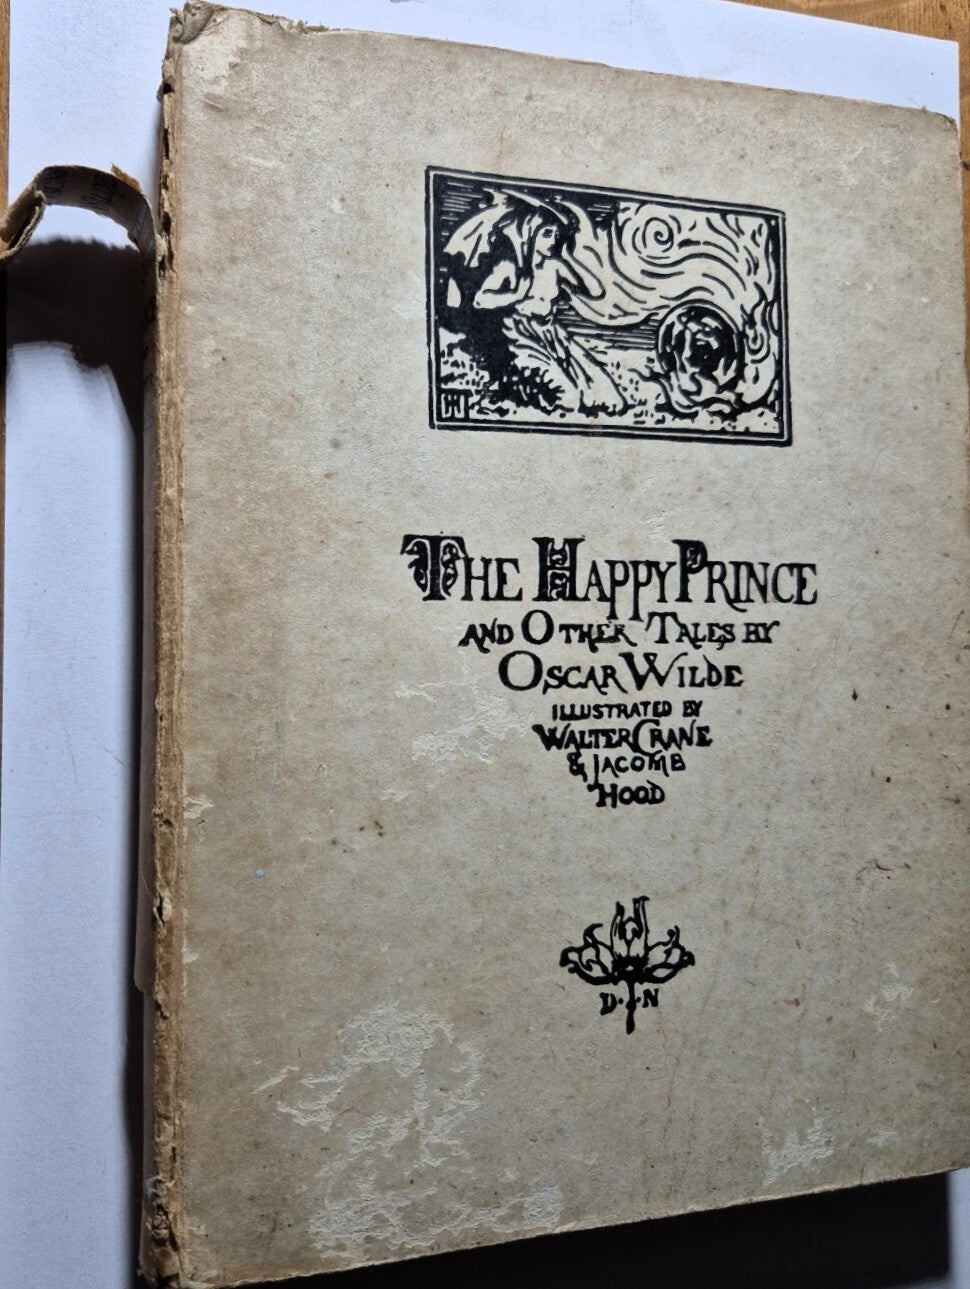 THE HAPPY PRINCE
AND OTHER TALES BY
OSCAR WILDE
ILLUSTRATED BY
WALTER CRANE
& JACOMB
HOOD
D. N